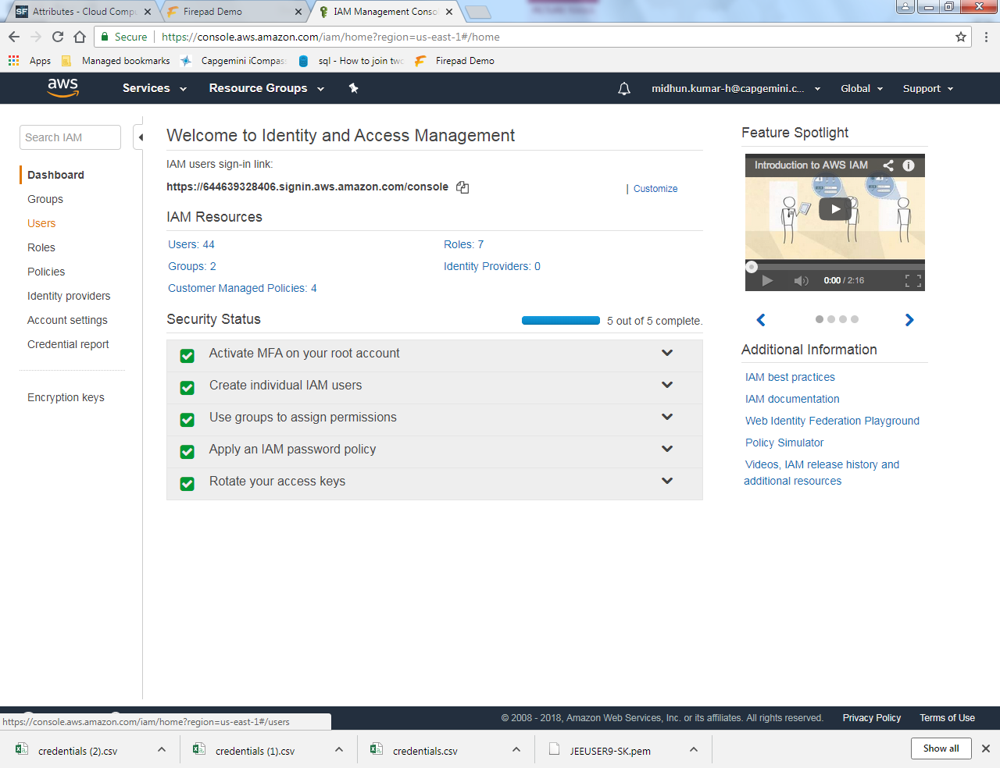 Attributes - Cloud Compu
Firepad Demo
IAM Management Conso
Secure
https://console.aws.amazon.com/iam/home?region=us-east-1#/home
Apps
Managed bookmarks
Capgemini iCompass
sql - How to join two
Firepad Demo
aws
Services
Resource Groups
midhun.kumar-h@capgemini.c...
Global
Support
Search IAM
Dashboard
Groups
Users
Roles
Policies
Identity providers
Account settings
Credential report
Encryption keys
Welcome to Identity and Access Management
IAM users sign-in link:
https://644639328406.signin.aws.amazon.com/console
| Customize
IAM Resources
Users: 44
Roles: 7
Groups: 2
Identity Providers: 0
Customer Managed Policies: 4
Security Status
5 out of 5 complete.
Activate MFA on your root account
Create individual IAM users
Use groups to assign permissions
Apply an IAM password policy
Rotate your access keys
Feature Spotlight
Introduction to AWS IAM
0:00 / 2:16
Additional Information
IAM best practices
IAM documentation
Web Identity Federation Playground
Policy Simulator
Videos, IAM release history and
additional resources
© 2008 - 2018, Amazon Web Services, Inc. or its affiliates. All rights reserved.
Privacy Policy
Terms of Use
https://console.aws.amazon.com/iam/home?region=us-east-1#/users
credentials (2).csv
credentials (1).csv
credentials.csv
JEEUSER9-SK.pem
Show all